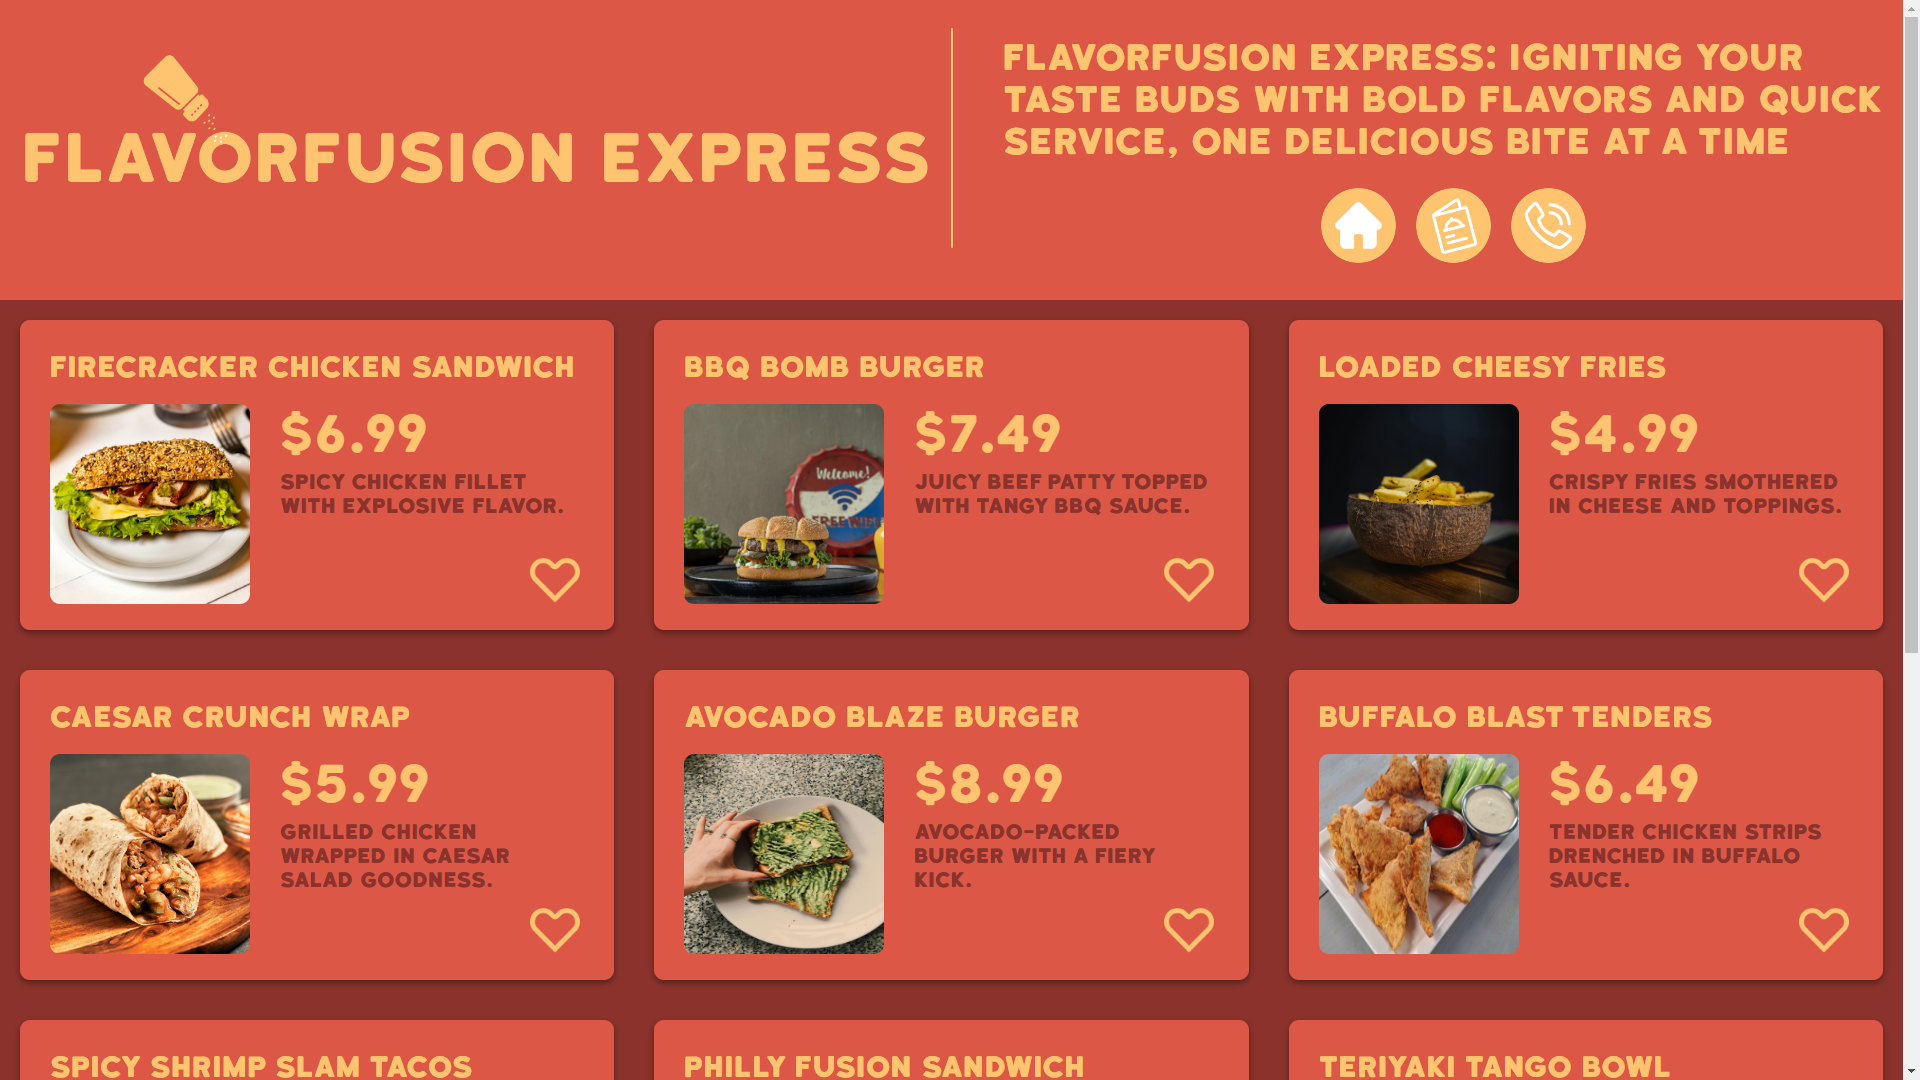 FLAVORFUSION EXPRESS
FLAVORFUSION EXPRESS: IGNITING YOUR
TASTE BUDS WITH BOLD FLAVORS AND QUICK
SERVICE, ONE DELICIOUS BITE AT A TIME
FIRECRACKER CHICKEN SANDWICH
$6.99
SPICY CHICKEN FILLET
WITH EXPLOSIVE FLAVOR.
BBQ BOMB BURGER
Welcome!
FREE WIFI
$7.49
JUICY BEEF PATTY TOPPED
WITH TANGY BBQ SAUCE.
LOADED CHEESY FRIES
$4.99
CRISPY FRIES SMOTHERED
IN CHEESE AND TOPPINGS.
CAESAR CRUNCH WRAP
$5.99
GRILLED CHICKEN
WRAPPED IN CAESAR
SALAD GOODNESS.
AVOCADO BLAZE BURGER
$8.99
AVOCADO-PACKED
BURGER WITH A FIERY
KICK.
BUFFALO BLAST TENDERS
$6.49
TENDER CHICKEN STRIPS
DRENCHED IN BUFFALO
SAUCE.
SPICY SHRIMP SLAM TACOS
PHILLY FUSION SANDWICH
TERIYAKI TANGO BOWL